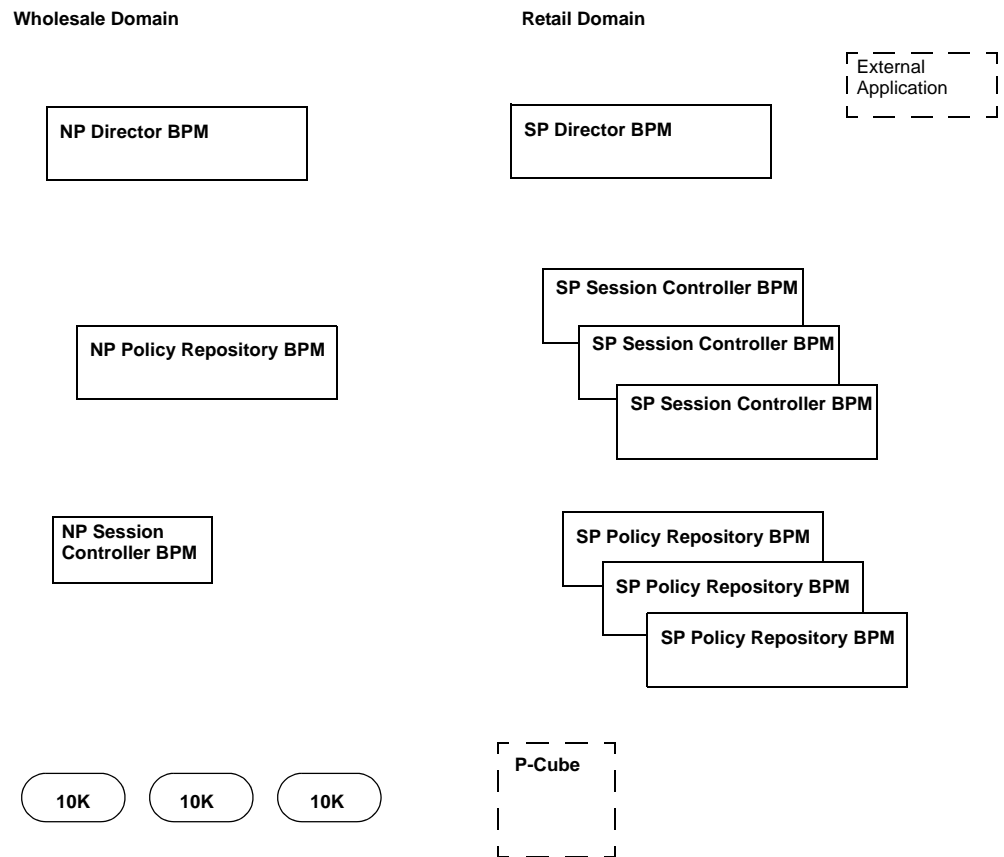 Wholesale Domain
Retail Domain
External
Application
NP Director BPM
SP Director BPM
SP Session Controller BPM
NP Policy Repository BPM
SP Session Controller BPM
SP Session Controller BPM
NP Session
Controller BPM
SP Policy Repository BPM
SP Policy Repository BPM
SP Policy Repository BPM
P-Cube
10K
10K
10K